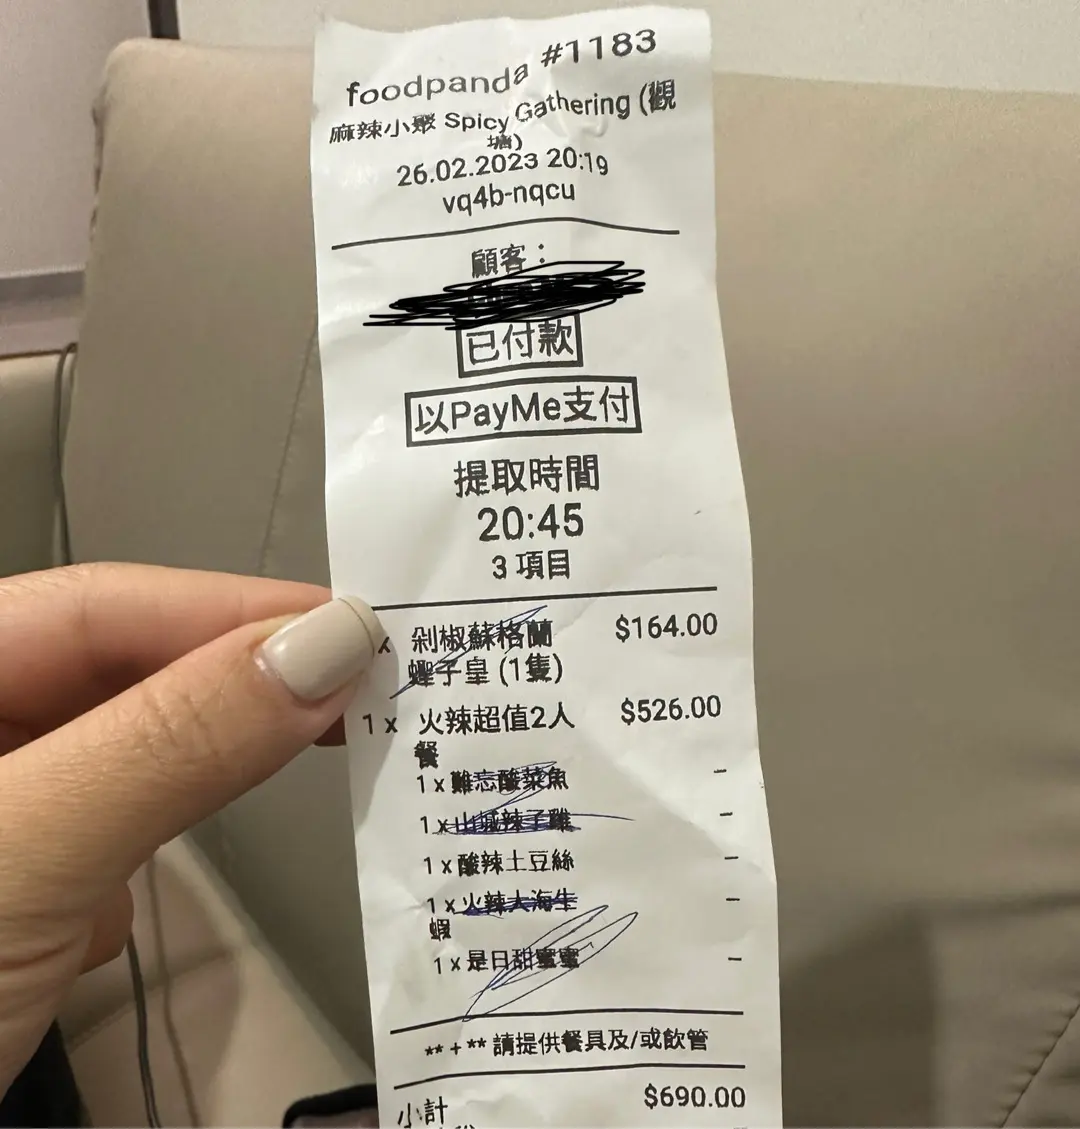 foodpanda #1183
麻辣小聚 Spicy Gathering (觀
塘)
26.02.2023 20:19
vq4b-nqcu
顧客：
已付款
以PayMe支付
提取時間
20:45
3 項目
x 剁椒蘇格蘭 $164.00
蟶子皇 (1隻)
1 x 火辣超值2人 $526.00
餐
1 x 難忘酸菜魚 -
1 x 山城辣子雞 -
1 x 酸辣土豆絲 -
1 x 火辣大海生 -
蝦
1 x 是日甜蜜蜜 -
** + ** 請提供餐具及/或飲管
小計 $690.00